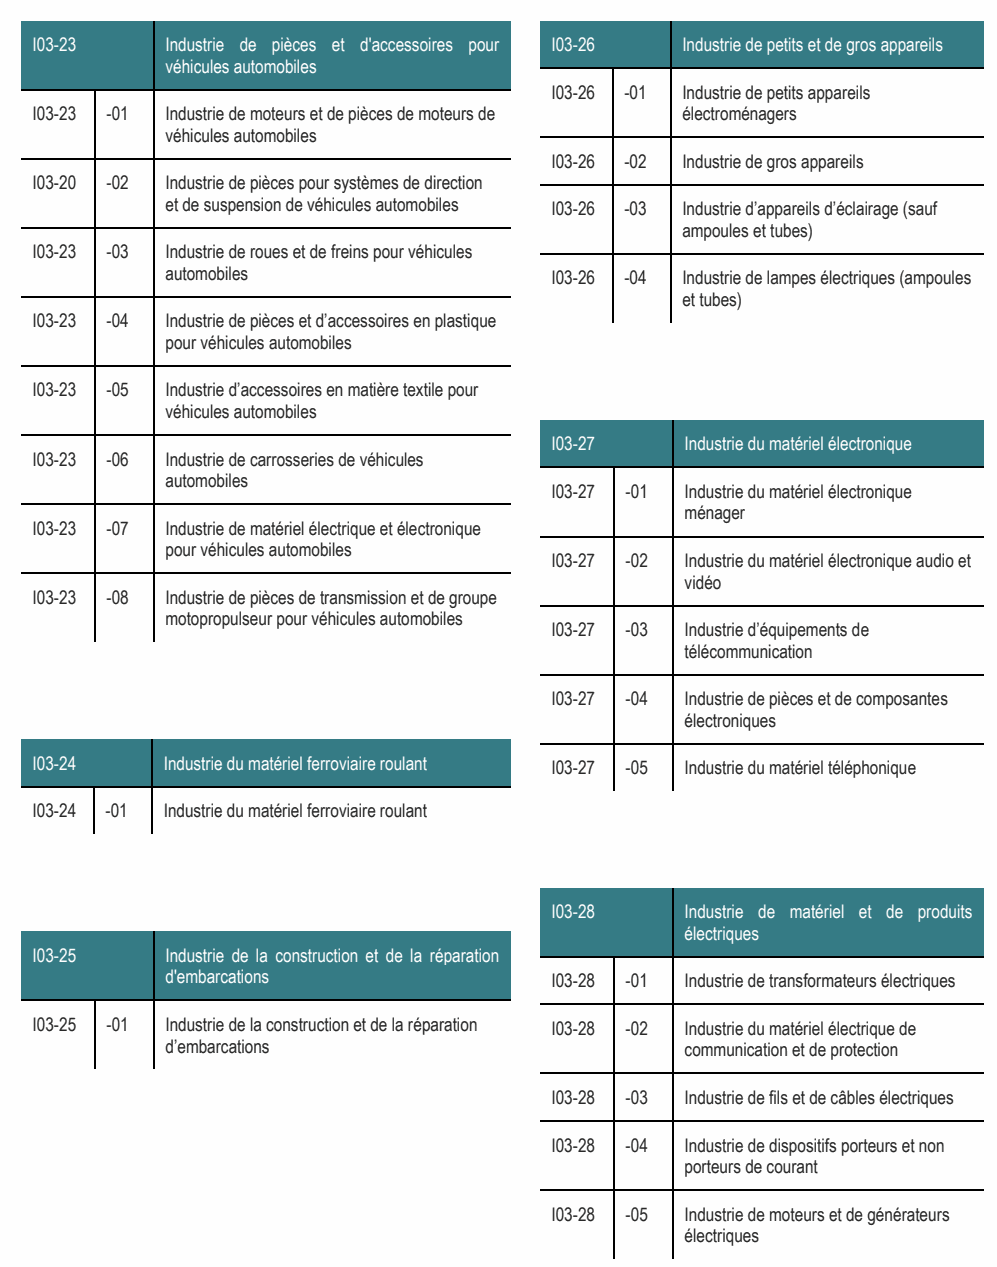 I03-23 Industrie de pièces et d'accessoires pour
véhicules automobiles
I03-23 -01 Industrie de moteurs et de pièces de moteurs de
véhicules automobiles
I03-20 -02 Industrie de pièces pour systèmes de direction
et de suspension de véhicules automobiles
I03-23 -03 Industrie de roues et de freins pour véhicules
automobiles
I03-23 -04 Industrie de pièces et d’accessoires en plastique
pour véhicules automobiles
I03-23 -05 Industrie d’accessoires en matière textile pour
véhicules automobiles
I03-23 -06 Industrie de carrosseries de véhicules
automobiles
I03-23 -07 Industrie de matériel électrique et électronique
pour véhicules automobiles
I03-23 -08 Industrie de pièces de transmission et de groupe
motopropulseur pour véhicules automobiles
I03-24 Industrie du matériel ferroviaire roulant
I03-24 -01 Industrie du matériel ferroviaire roulant
I03-25 Industrie de la construction et de la réparation
d'embarcations
I03-25 -01 Industrie de la construction et de la réparation
d’embarcations
I03-26 Industrie de petits et de gros appareils
I03-26 -01 Industrie de petits appareils
électroménagers
I03-26 -02 Industrie de gros appareils
I03-26 -03 Industrie d’appareils d’éclairage (sauf
ampoules et tubes)
I03-26 -04 Industrie de lampes électriques (ampoules
et tubes)
I03-27 Industrie du matériel électronique
I03-27 -01 Industrie du matériel électronique
ménager
I03-27 -02 Industrie du matériel électronique audio et
vidéo
I03-27 -03 Industrie d’équipements de
télécommunication
I03-27 -04 Industrie de pièces et de composantes
électroniques
I03-27 -05 Industrie du matériel téléphonique
I03-28 Industrie de matériel et de produits
électriques
I03-28 -01 Industrie de transformateurs électriques
I03-28 -02 Industrie du matériel électrique de
communication et de protection
I03-28 -03 Industrie de fils et de câbles électriques
I03-28 -04 Industrie de dispositifs porteurs et non
porteurs de courant
I03-28 -05 Industrie de moteurs et de générateurs
électriques